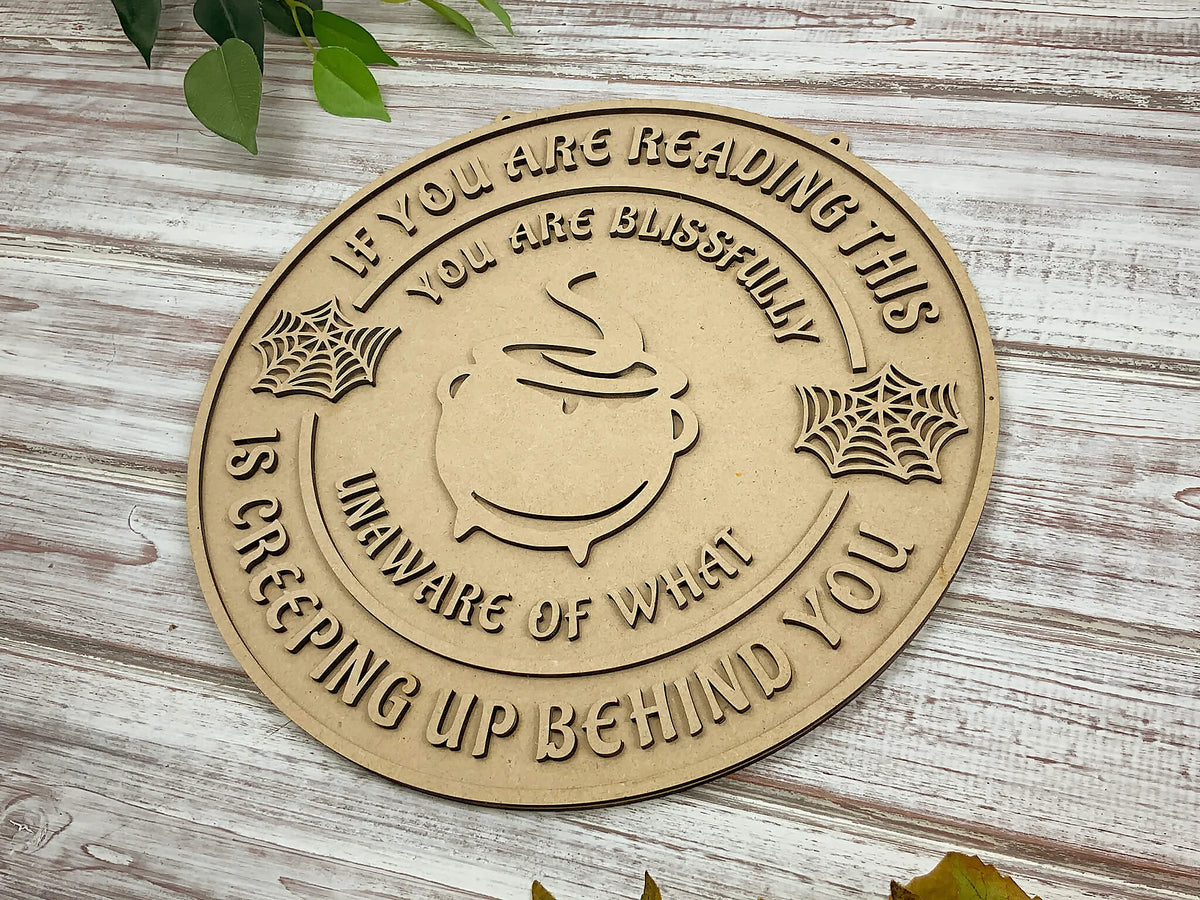 IF YOU ARE READING THIS
YOU ARE BLISSFULLY
UNAWARE OF WHAT
IS CREEPING UP BEHIND YOU